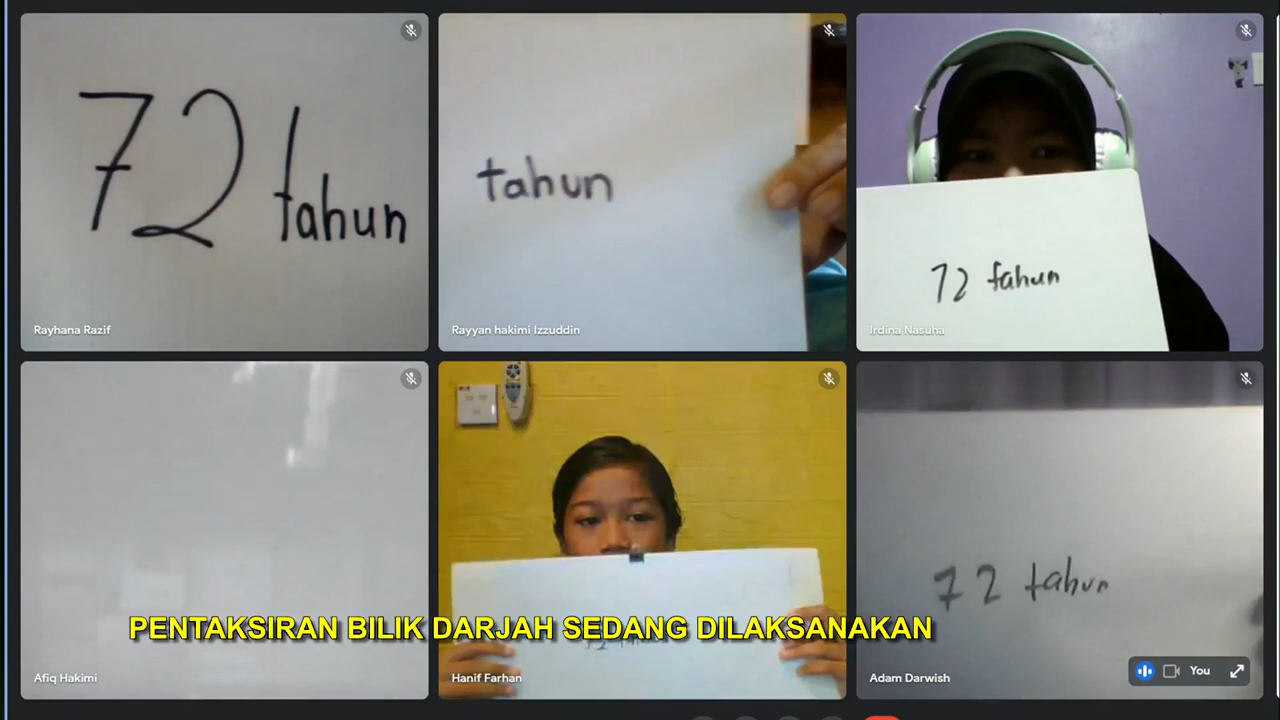 72 tahun
tahun
72 tahun
Rayhana Razif
Rayyan hakimi Izzuddin
Irdina Nasuha
72 tahun
PENTAKSIRAN BILIK DARJAH SEDANG DILAKSANAKAN
Afiq Hakimi
Hanif Farhan
Adam Darwish
You